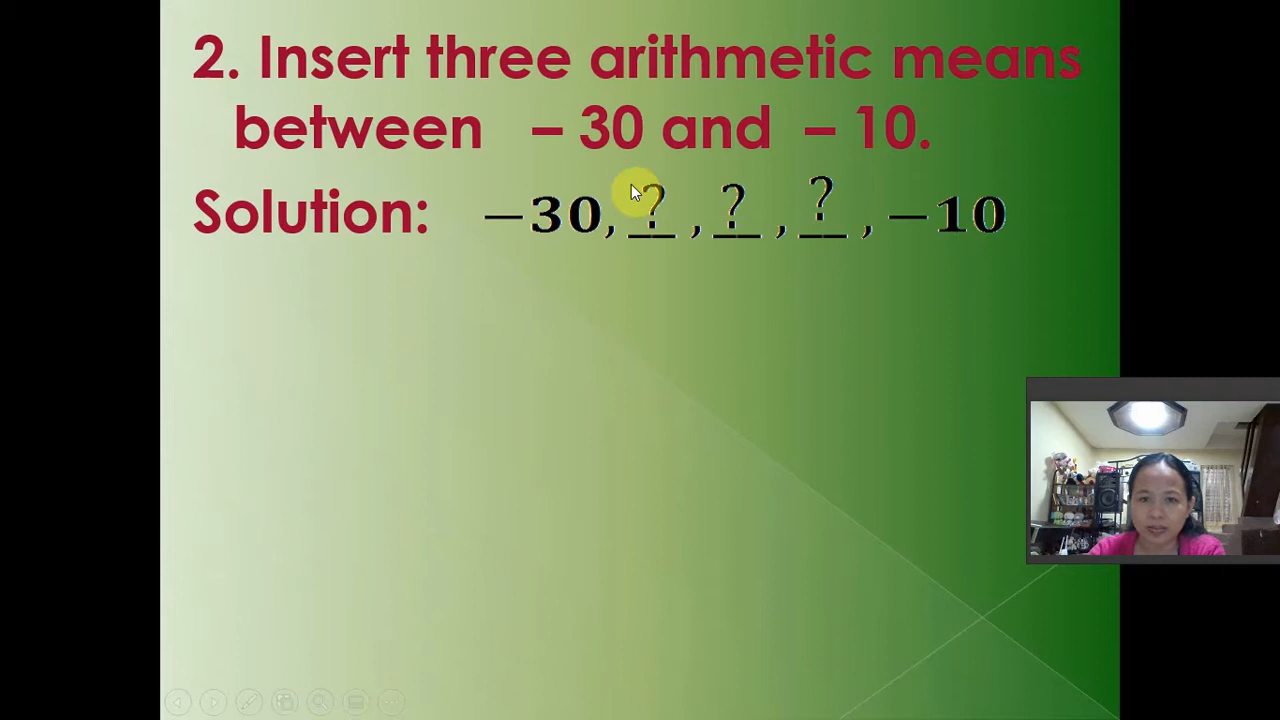 2. Insert three arithmetic means
between – 30 and – 10.
Solution: −30, ? , ? , ? , −10